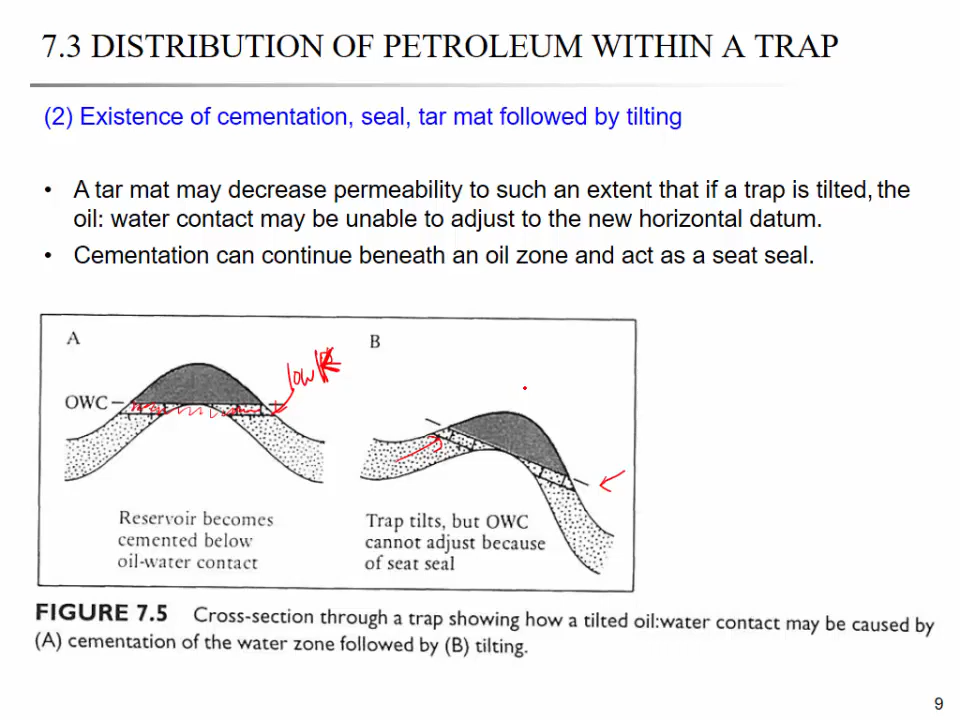 7.3 DISTRIBUTION OF PETROLEUM WITHIN A TRAP
(2) Existence of cementation, seal, tar mat followed by tilting
• A tar mat may decrease permeability to such an extent that if a trap is tilted, the
oil: water contact may be unable to adjust to the new horizontal datum.
• Cementation can continue beneath an oil zone and act as a seat seal.
A
B
low k
OWC
Reservoir becomes
cemented below
oil-water contact
Trap tilts, but OWC
cannot adjust because
of seat seal
FIGURE 7.5 Cross-section through a trap showing how a tilted oil:water contact may be caused by
(A) cementation of the water zone followed by (B) tilting.
9